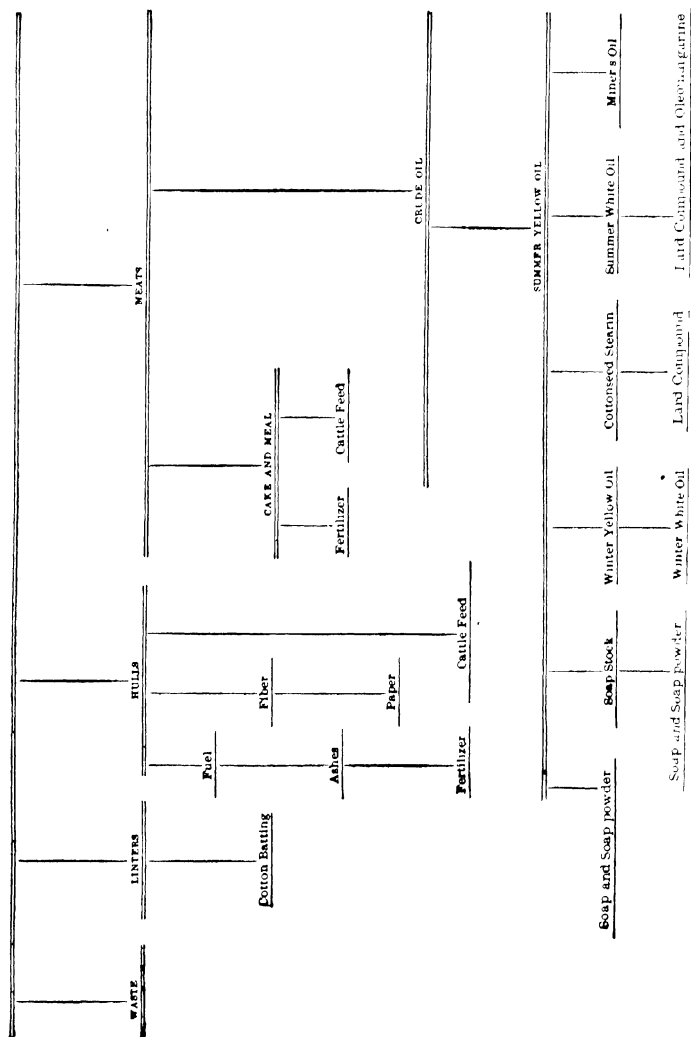 WASTE
LINTERS
HULLS
MEATS
Fuel
Cotton Batting
Fiber
CAKE AND MEAL
Ashes
Fertilizer
Cattle Feed
Paper
CRUDE OIL
Fertilizer
Cattle Feed
SUMMER YELLOW OIL
Soap and Soap powder
Soap Stock
Winter Yellow Oil
Cottonseed Stearin
Summer White Oil
Miner s Oil
Soap and Soap powder
Winter White Oil
Lard Compound
Lard Compound and Oleomargarine